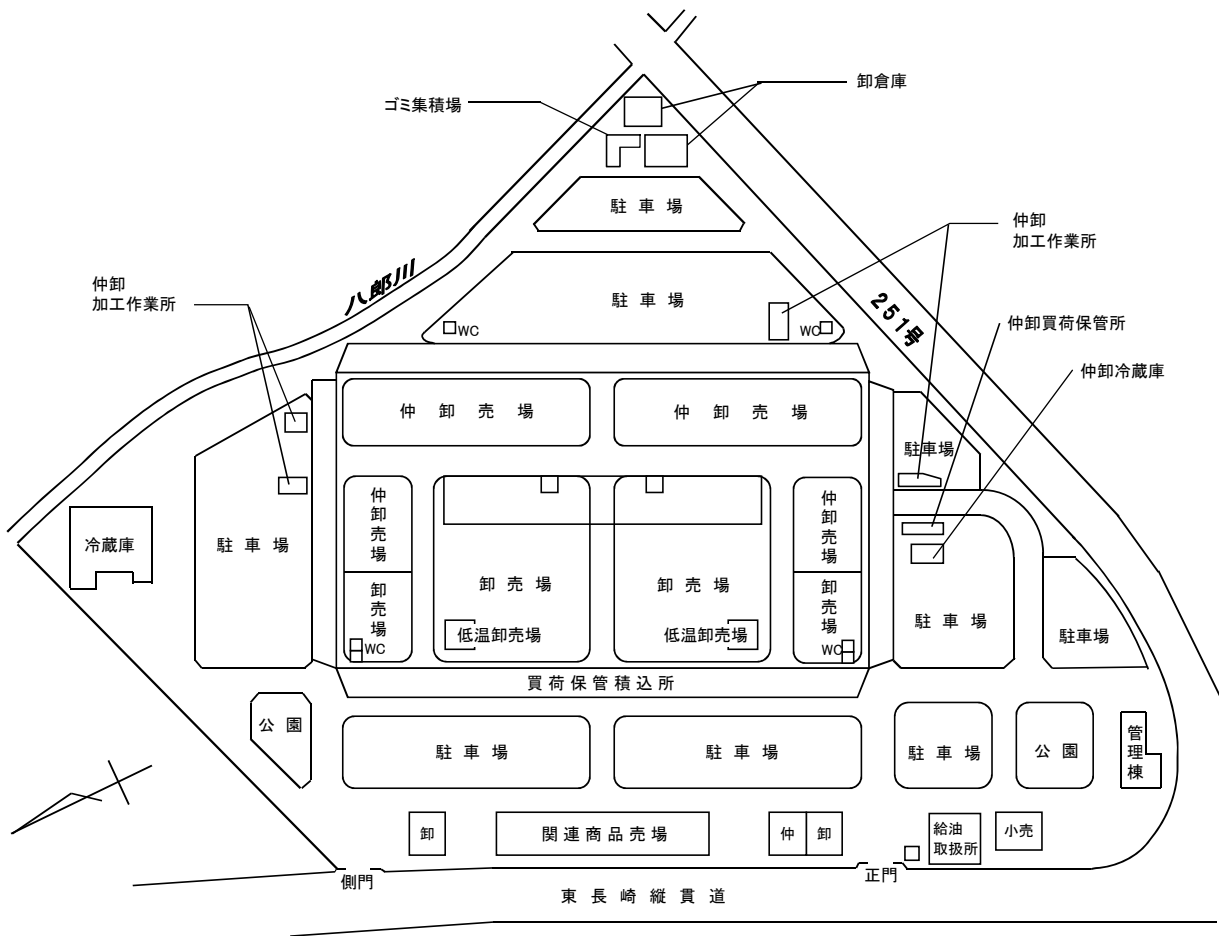 卸倉庫
ゴミ集積場
駐車場
仲卸
加工作業所
仲卸
加工作業所
八郎川
駐車場
251号
WC
WC
仲卸買荷保管所
仲卸冷蔵庫
仲卸売場
仲卸売場
駐車場
仲卸売場
仲卸売場
冷蔵庫
駐車場
卸売場
卸売場
卸売場
卸売場
駐車場
低温卸売場
低温卸売場
駐車場
WC
WC
買荷保管積込所
公園
駐車場
駐車場
駐車場
公園
管理棟
卸
関連商品売場
仲
卸
給油
取扱所
小売
側門
正門
東長崎縦貫道